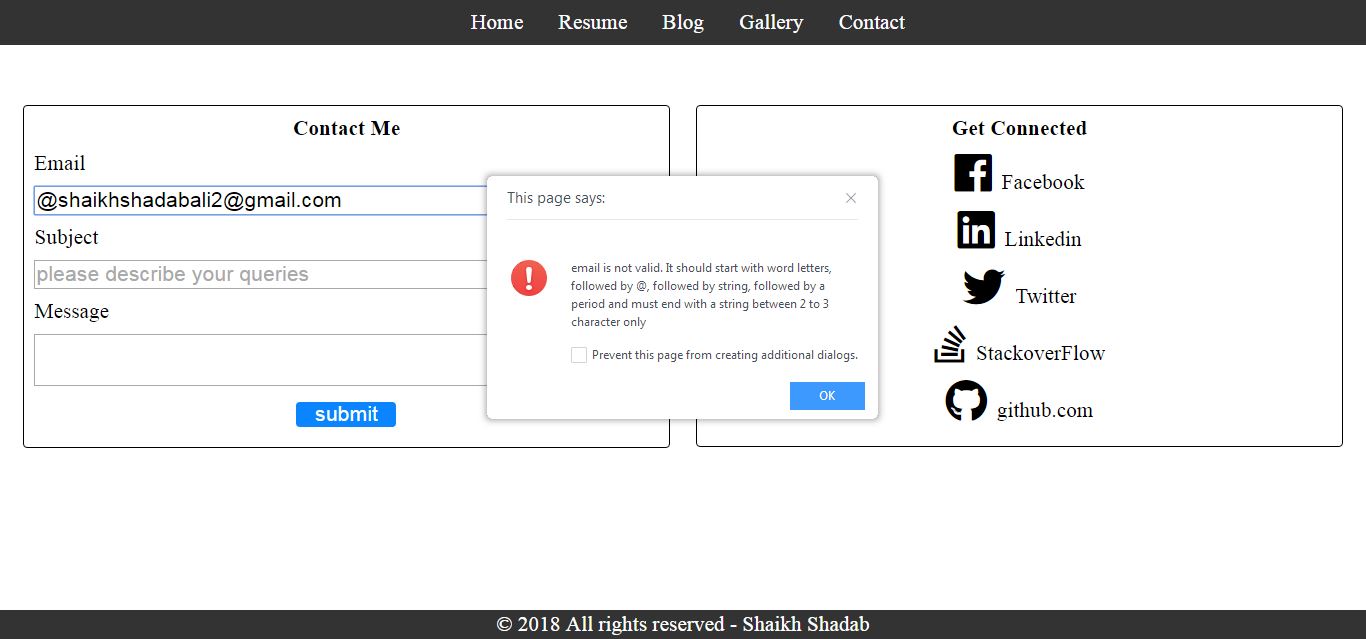 Home Resume Blog Gallery Contact
Contact Me
Email
@shaikhshadabali2@gmail.com
Subject
please describe your queries
Message
submit
This page says:
email is not valid. It should start with word letters,
followed by @, followed by string, followed by a
period and must end with a string between 2 to 3
character only
Prevent this page from creating additional dialogs.
OK
Get Connected
Facebook
Linkedin
Twitter
StackoverFlow
github.com
© 2018 All rights reserved - Shaikh Shadab